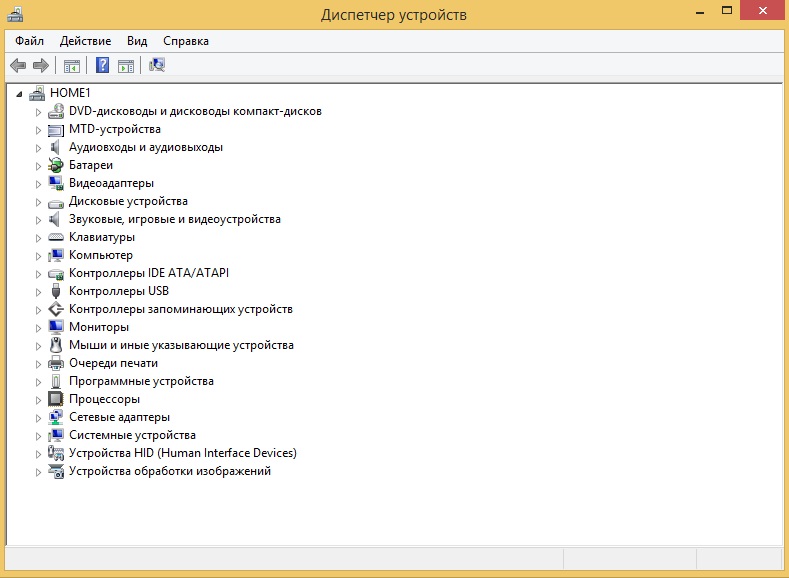 Диспетчер устройств
Файл Действие Вид Справка
HOME1
DVD-дисководы и дисководы компакт-дисков
MTD-устройства
Аудиовходы и аудиовыходы
Батареи
Видеоадаптеры
Дисковые устройства
Звуковые, игровые и видеоустройства
Клавиатуры
Компьютер
Контроллеры IDE ATA/ATAPI
Контроллеры USB
Контроллеры запоминающих устройств
Мониторы
Мыши и иные указывающие устройства
Очереди печати
Программные устройства
Процессоры
Сетевые адаптеры
Системные устройства
Устройства HID (Human Interface Devices)
Устройства обработки изображений